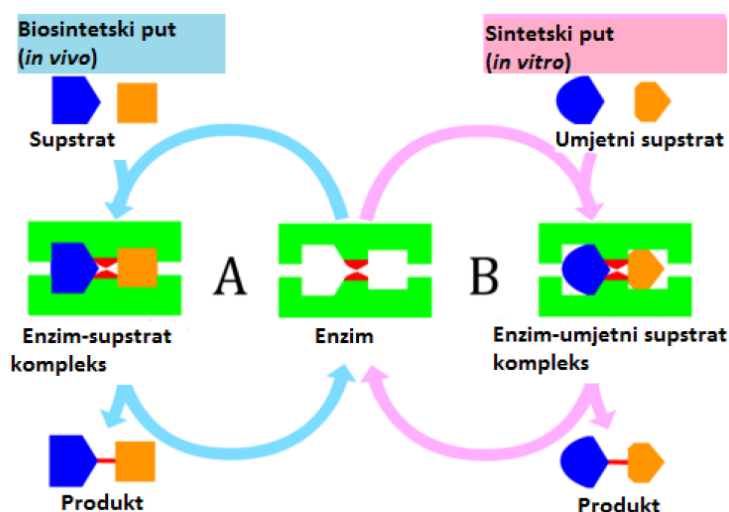 Biosintetski put
(in vivo)
Sintetski put
(in vitro)
Supstrat
Umjetni supstrat
A
B
Enzim-supstrat
kompleks
Enzim
Enzim-umjetni supstrat
kompleks
Produkt
Produkt